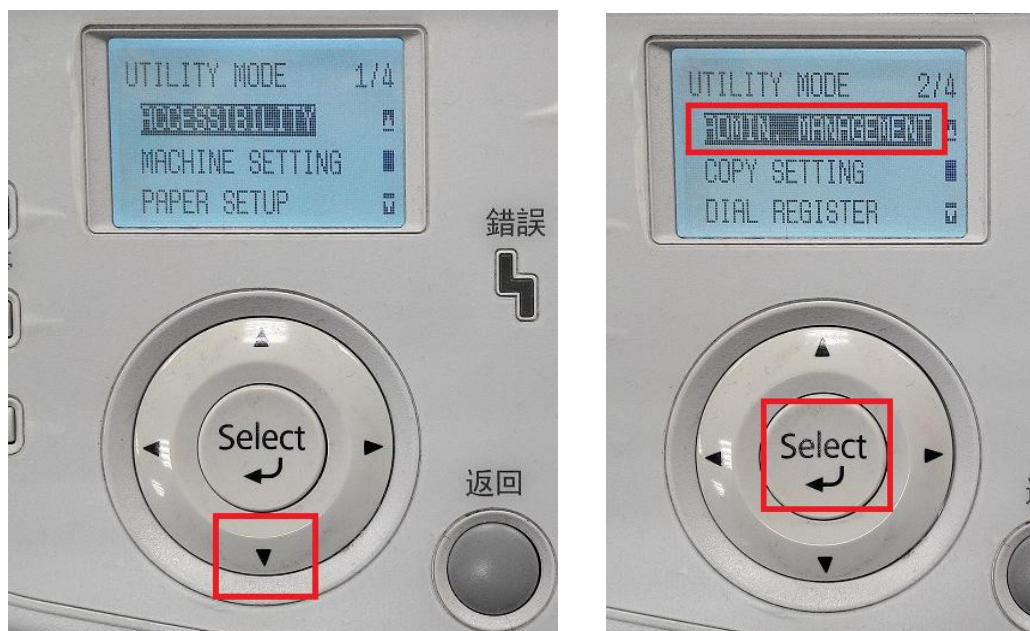 UTILITY MODE 1/4
ACCESSIBILITY
MACHINE SETTING
PAPER SETUP
錯誤
Select
返回
UTILITY MODE 2/4
ADMIN. MANAGEMENT
COPY SETTING
DIAL REGISTER
Select